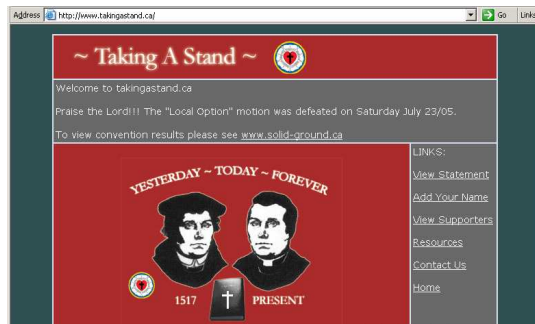 Address http://www.takingastand.ca/ Go Links
~ Taking A Stand ~
Welcome to takingastand.ca
Praise the Lord!!! The "Local Option" motion was defeated on Saturday July 23/05.
To view convention results please see www.solid-ground.ca
YESTERDAY ~ TODAY ~ FOREVER
1517 PRESENT
LINKS:
View Statement
Add Your Name
View Supporters
Resources
Contact Us
Home